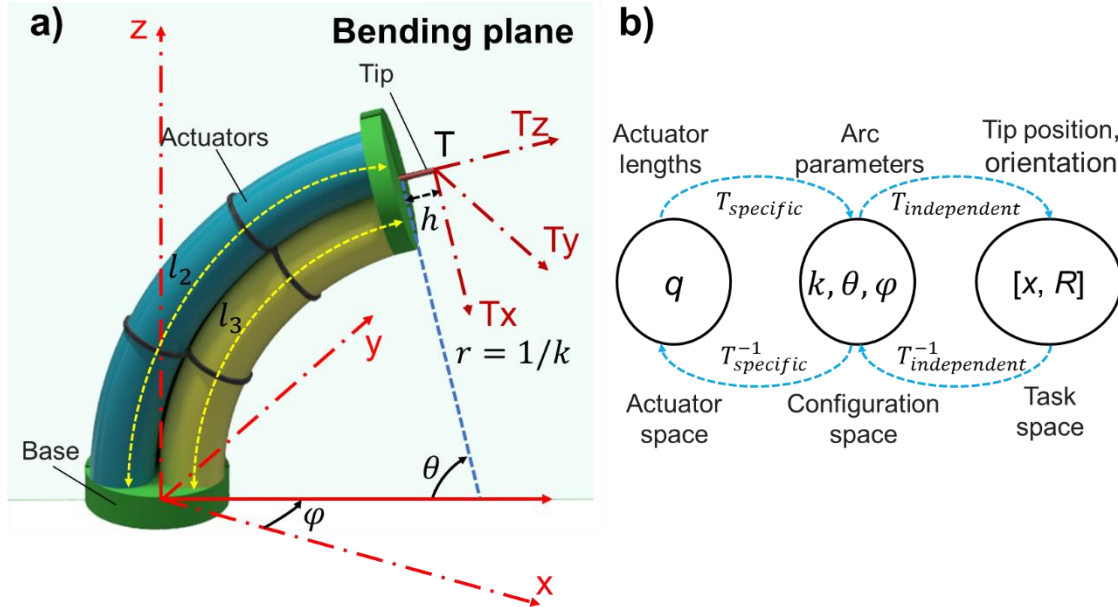 a)
z
Bending plane
Tip
Actuators
T
Tz
h
Ty
l₂
l₃
Tx
y
r = 1/k
Base
θ
φ
x
b)
Actuator
lengths
Arc
parameters
Tip position,
orientation
T_specific
T_independent
q
k, θ, φ
[x, R]
T⁻¹_specific
T⁻¹_independent
Actuator
space
Configuration
space
Task
space